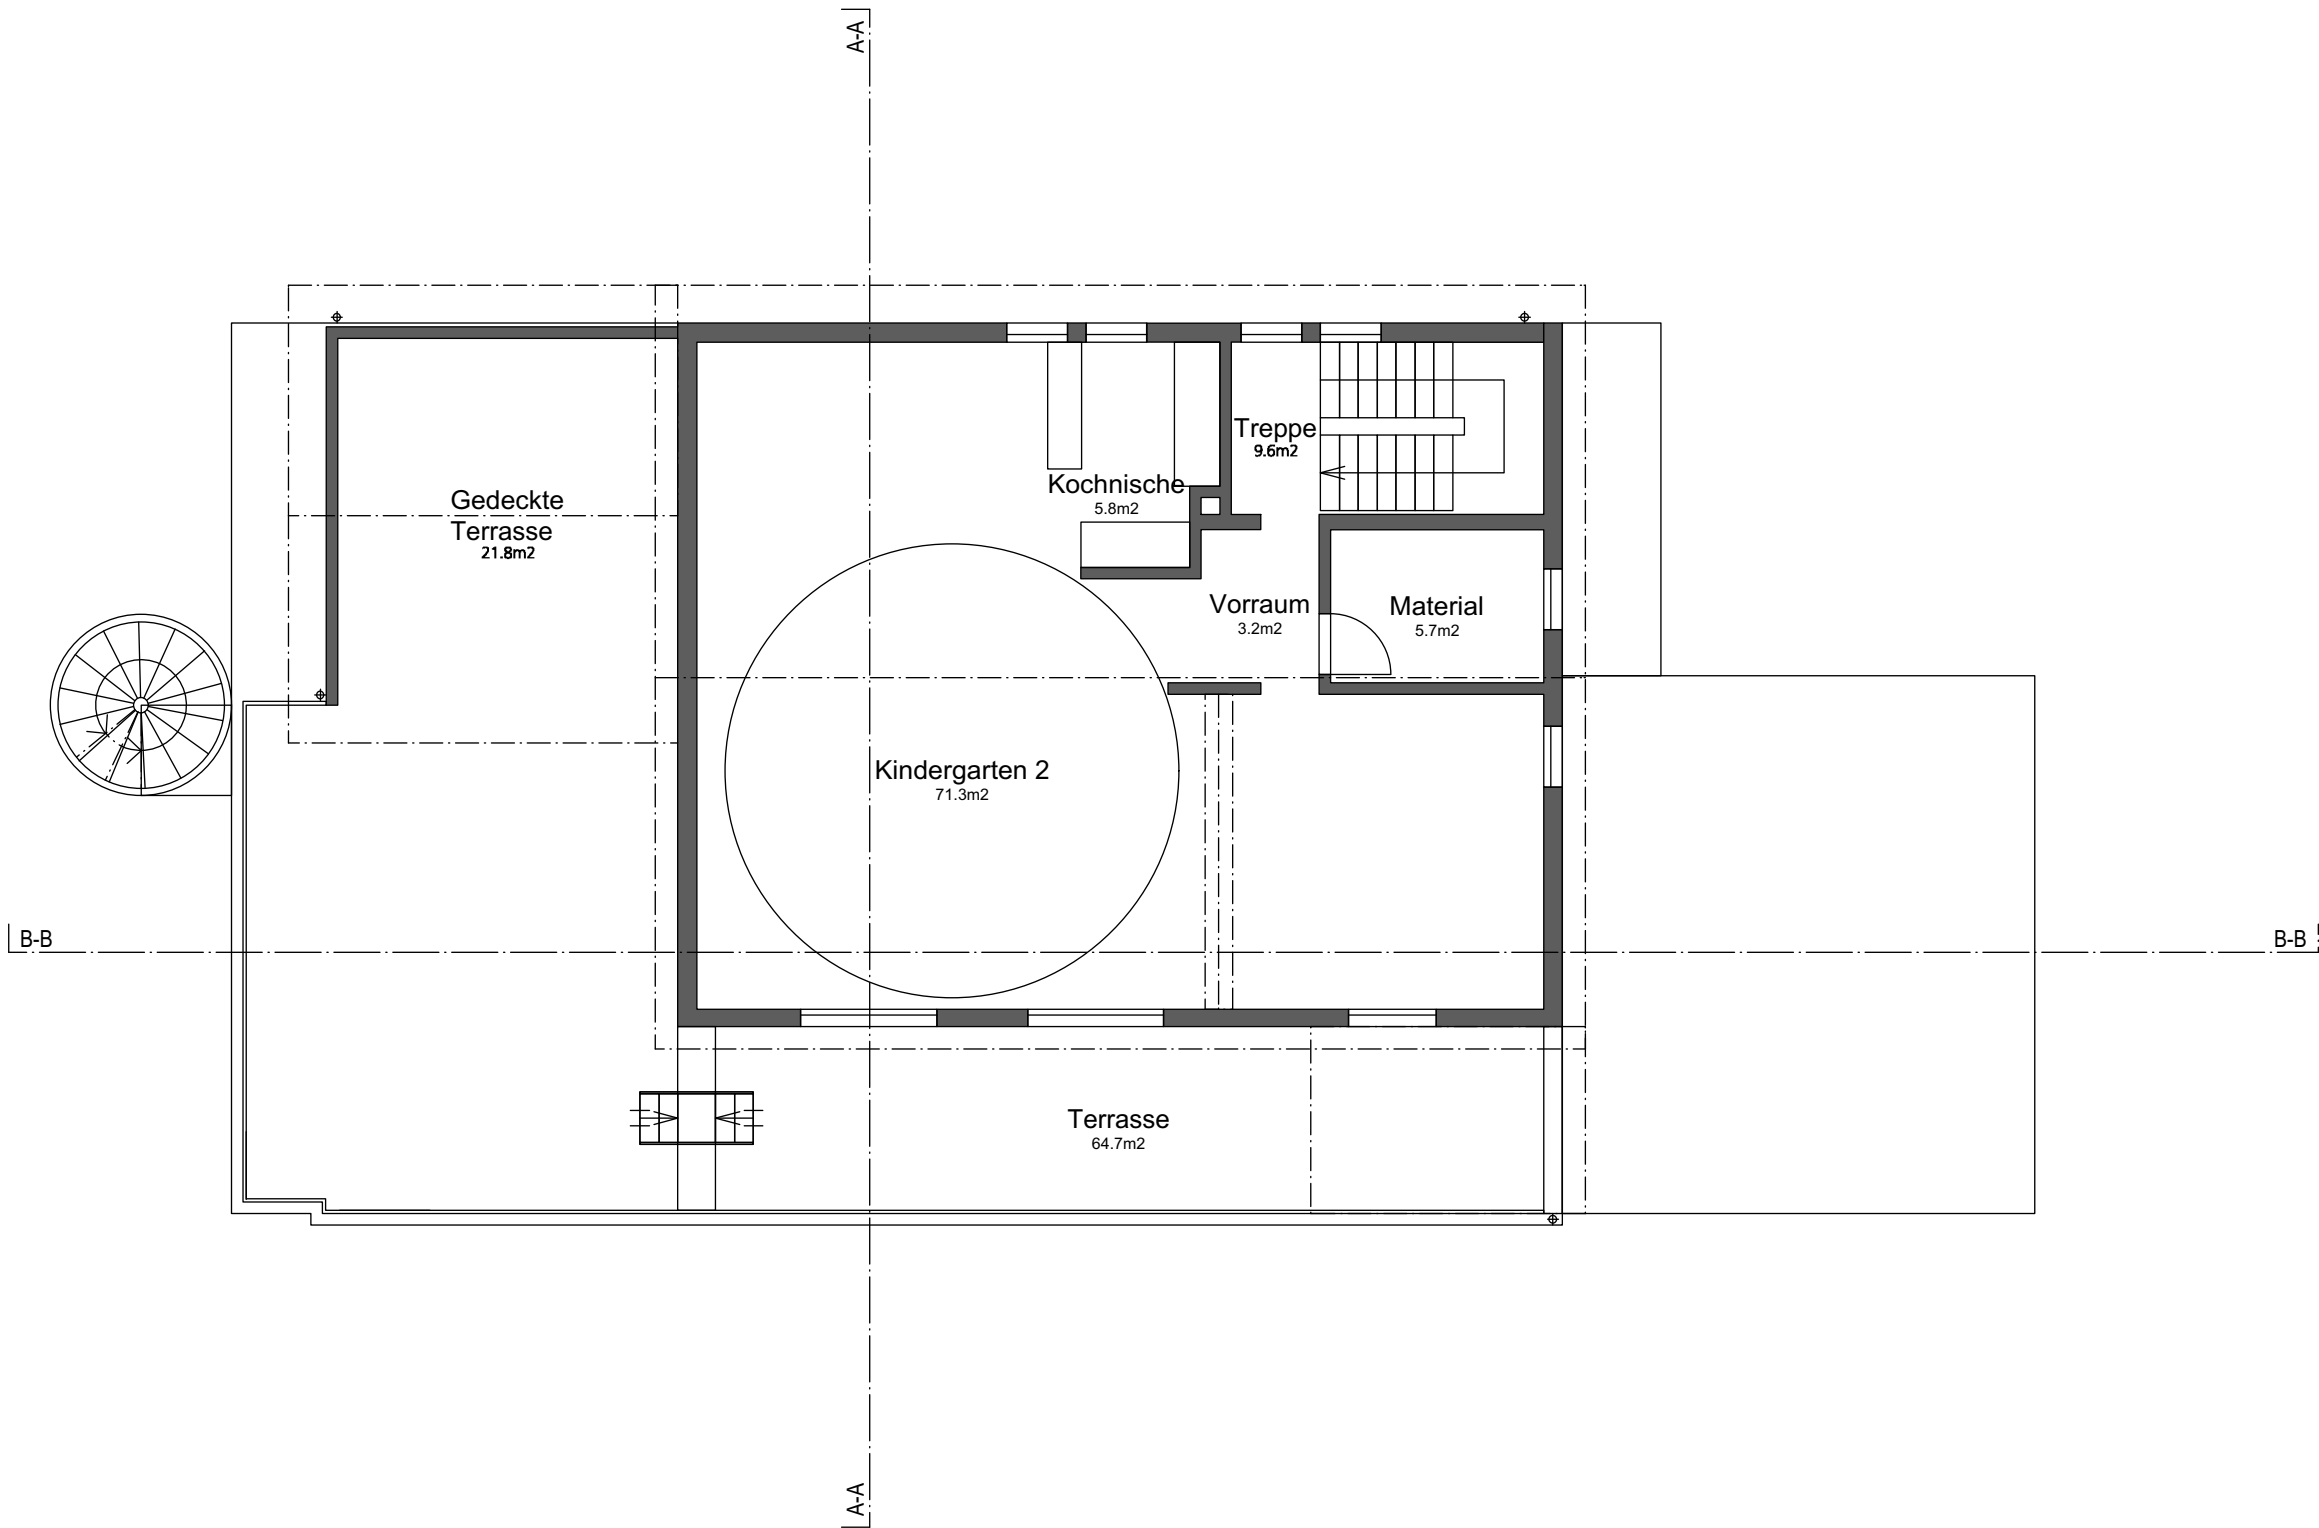 A-A
Treppe
9.6m2
Kochnische
5.8m2
Gedeckte
Terrasse
21.8m2
Vorraum
3.2m2
Material
5.7m2
Kindergarten 2
71.3m2
B-B
B-B
Terrasse
64.7m2
A-A